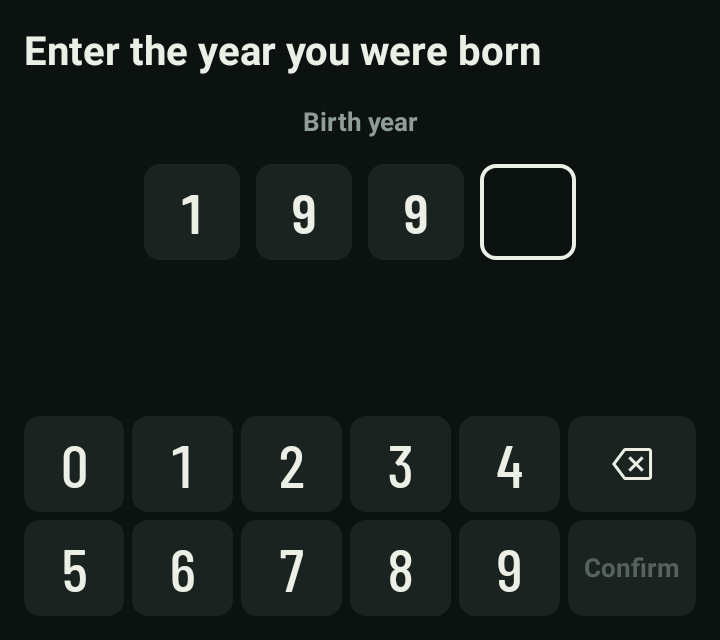 Enter the year you were born
Birth year
1 9 9
0 1 2 3 4
5 6 7 8 9 Confirm